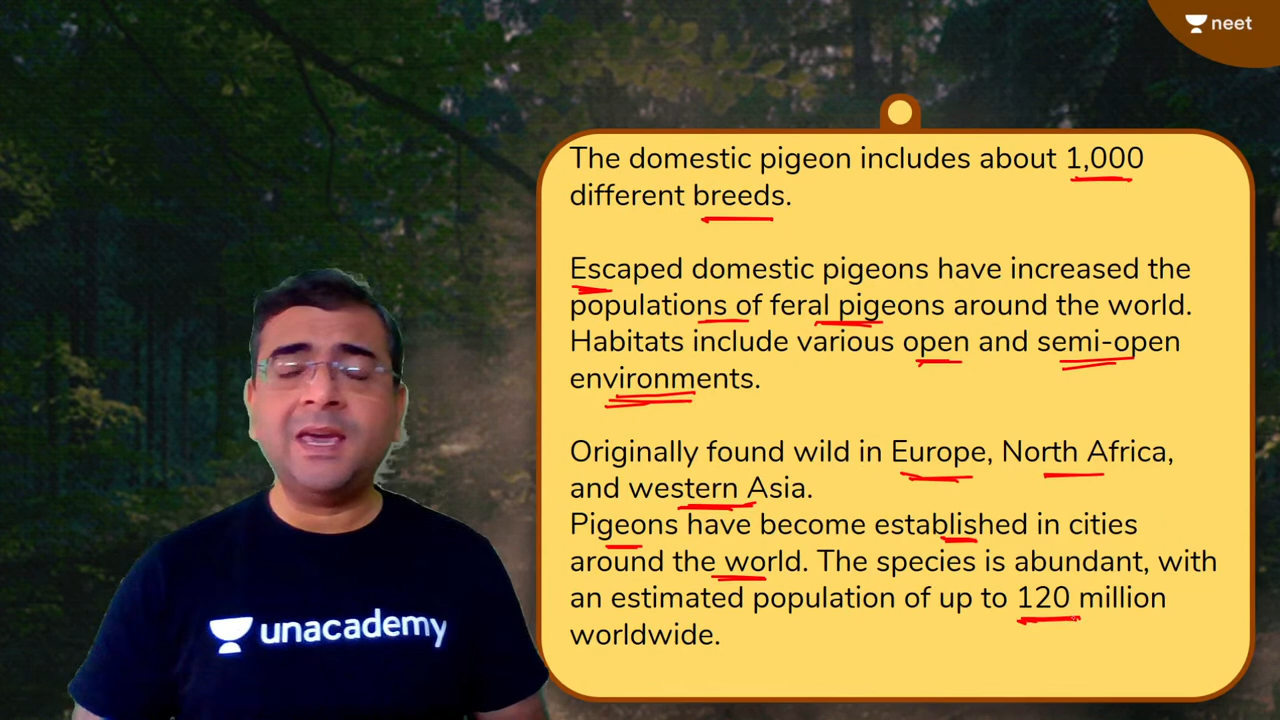 neet
The domestic pigeon includes about 1,000
different breeds.
Escaped domestic pigeons have increased the
populations of feral pigeons around the world.
Habitats include various open and semi-open
environments.
Originally found wild in Europe, North Africa,
and western Asia.
Pigeons have become established in cities
around the world. The species is abundant, with
an estimated population of up to 120 million
worldwide.
unacademy